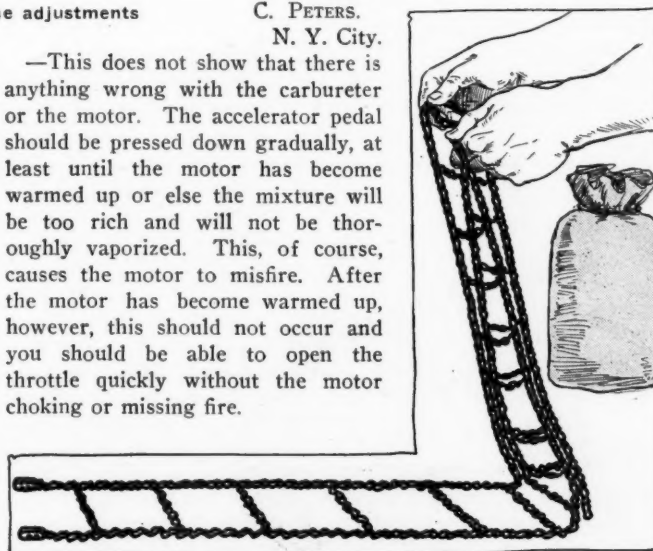 e adjustments
C. PETERS.
N. Y. City.
—This does not show that there is
anything wrong with the carbureter
or the motor. The accelerator pedal
should be pressed down gradually, at
least until the motor has become
warmed up or else the mixture will
be too rich and will not be thor-
oughly vaporized. This, of course,
causes the motor to misfire. After
the motor has become warmed up,
however, this should not occur and
you should be able to open the
throttle quickly without the motor
choking or missing fire.